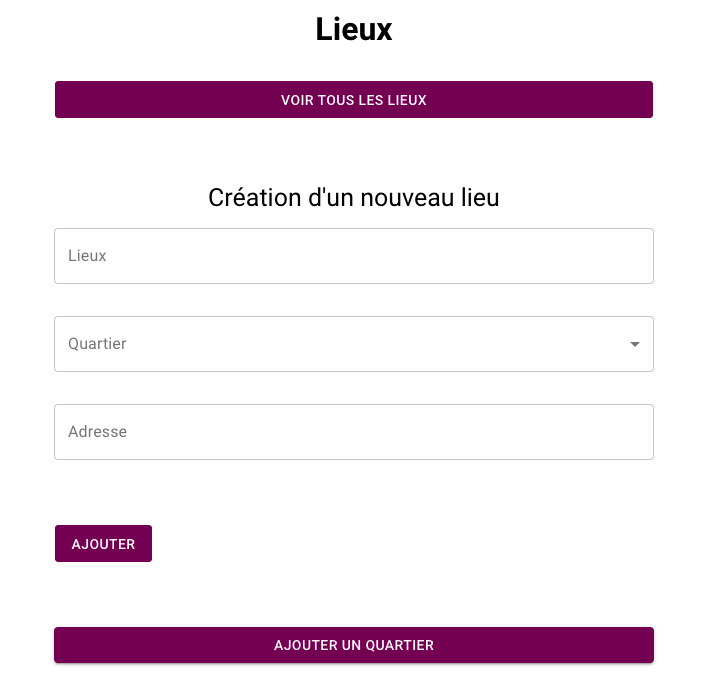 Lieux
VOIR TOUS LES LIEUX
Création d'un nouveau lieu
Lieux
Quartier
Adresse
AJOUTER
AJOUTER UN QUARTIER